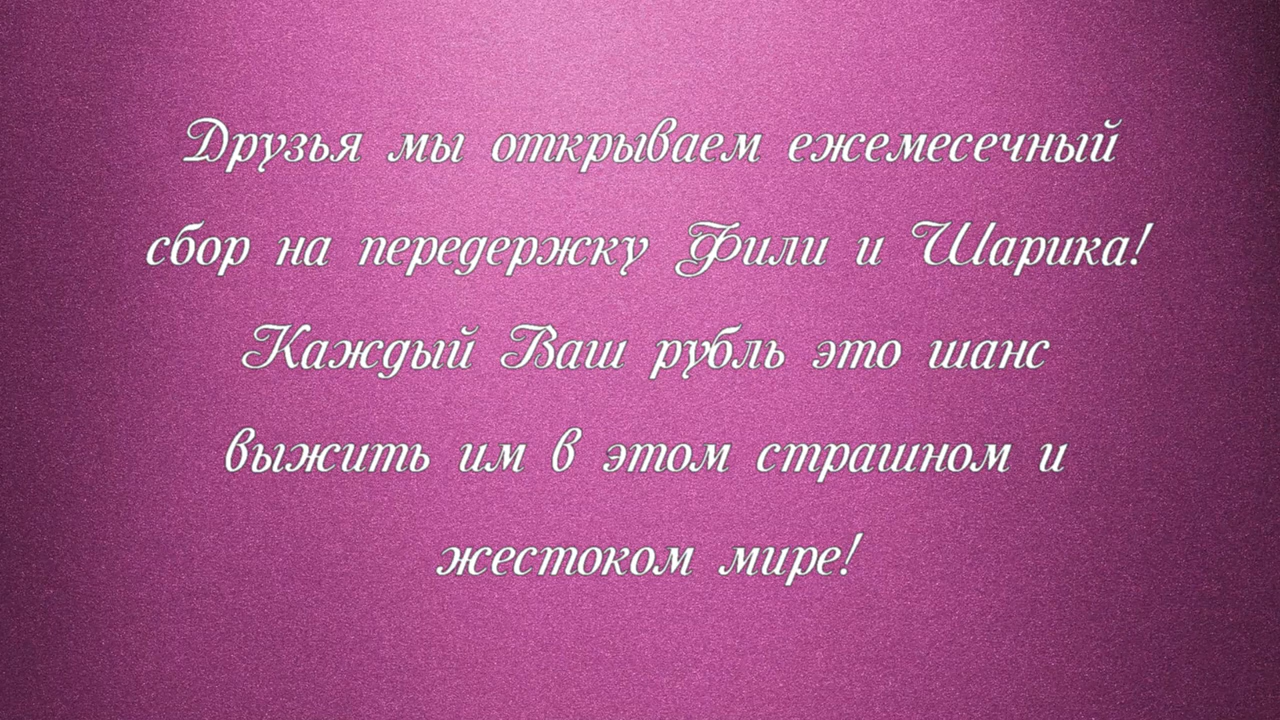 Друзья мы открываем ежемесечный
сбор на передержку Фили и Шарика!
Каждый Ваш рубль это шанс
выжить им в этом страшном и
жестоком мире!